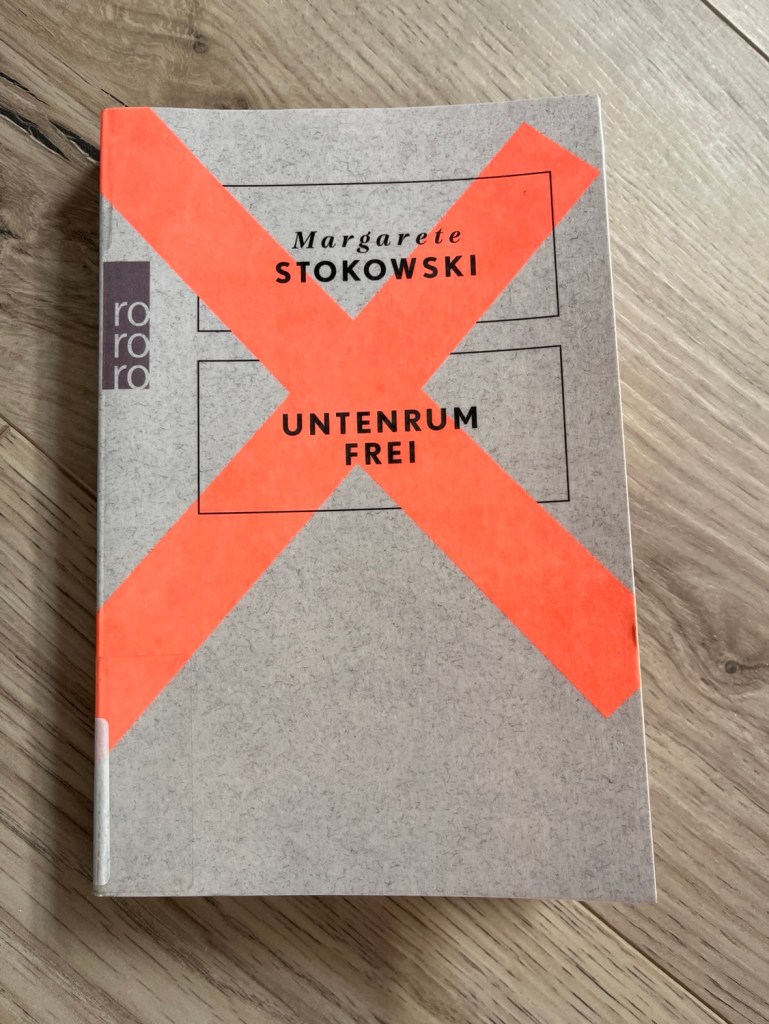 Margarete
STOKOWSKI
ro
ro
ro
UNTENRUM
FREI